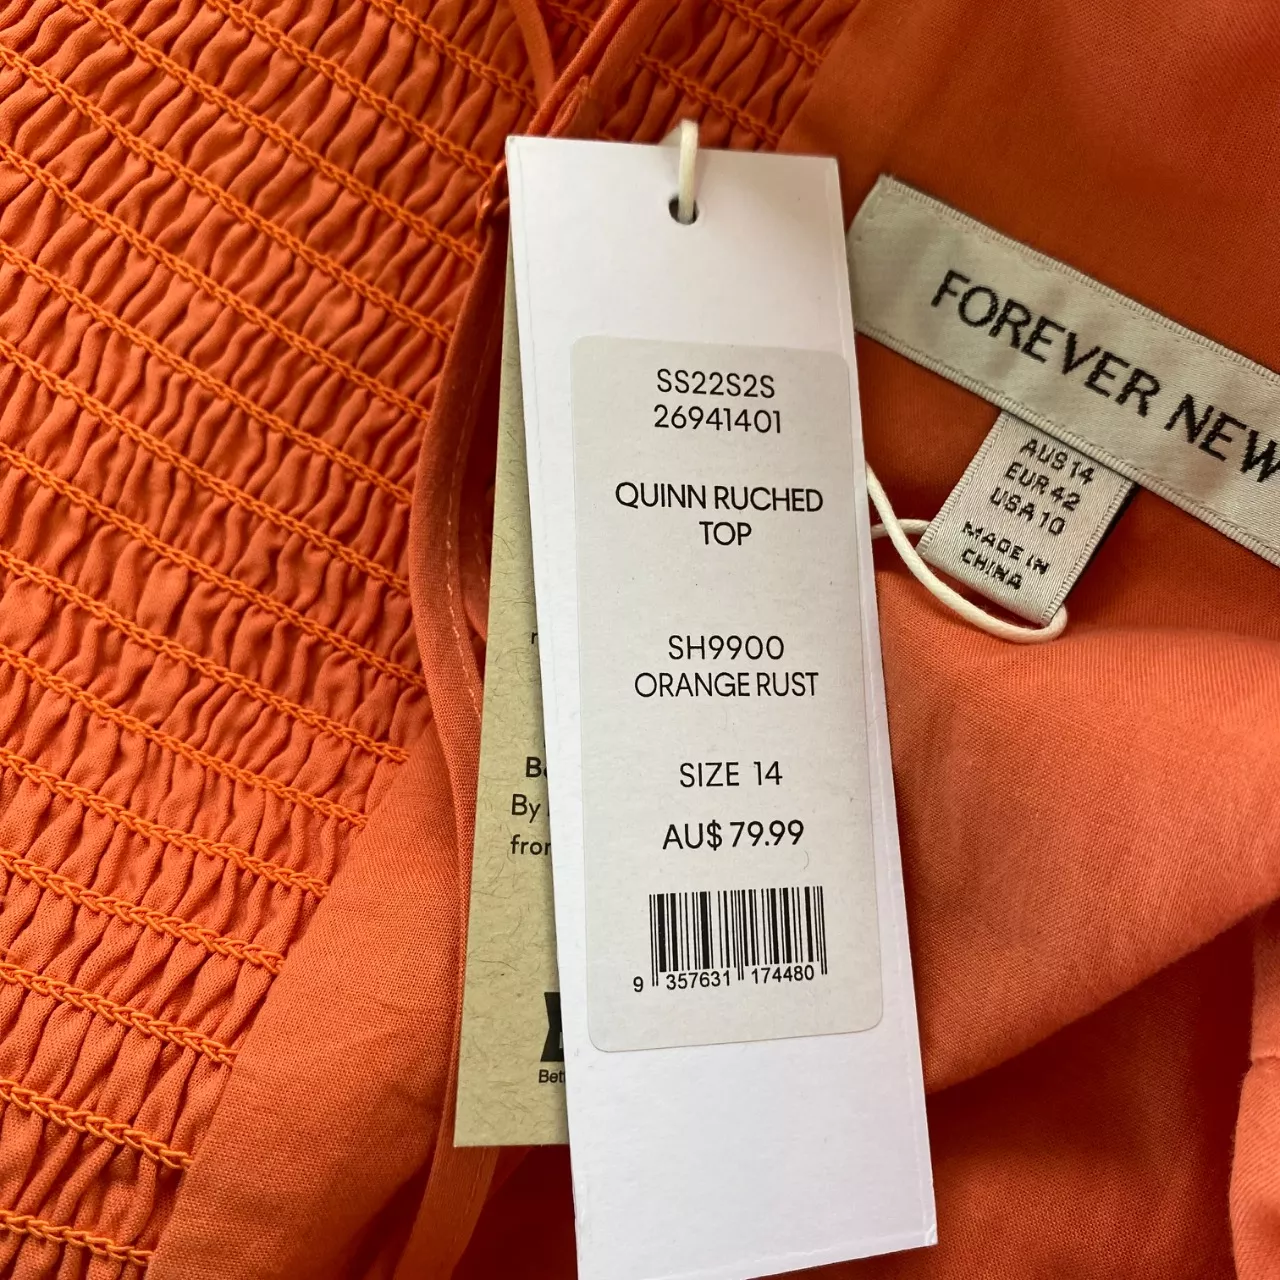 SS22S2S
26941401
QUINN RUCHED
TOP
SH9900
ORANGE RUST
SIZE 14
AU$ 79.99
9 357631 174480
FOREVER NEW
AUS 14
EUR 42
USA 10
MADE IN
CHINA
By